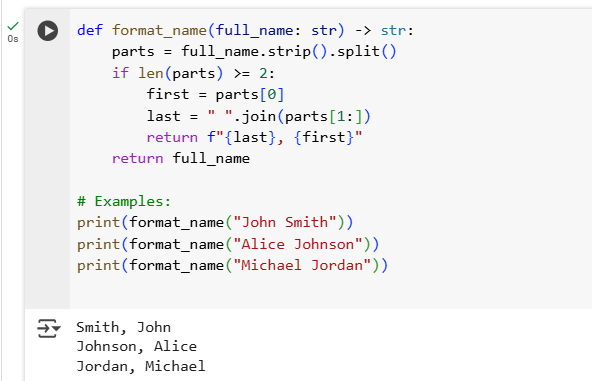 def format_name(full_name: str) -> str:
    parts = full_name.strip().split()
    if len(parts) >= 2:
        first = parts[0]
        last = " ".join(parts[1:])
        return f"{last}, {first}"
    return full_name

# Examples:
print(format_name("John Smith"))
print(format_name("Alice Johnson"))
print(format_name("Michael Jordan"))
0s
Smith, John
Johnson, Alice
Jordan, Michael